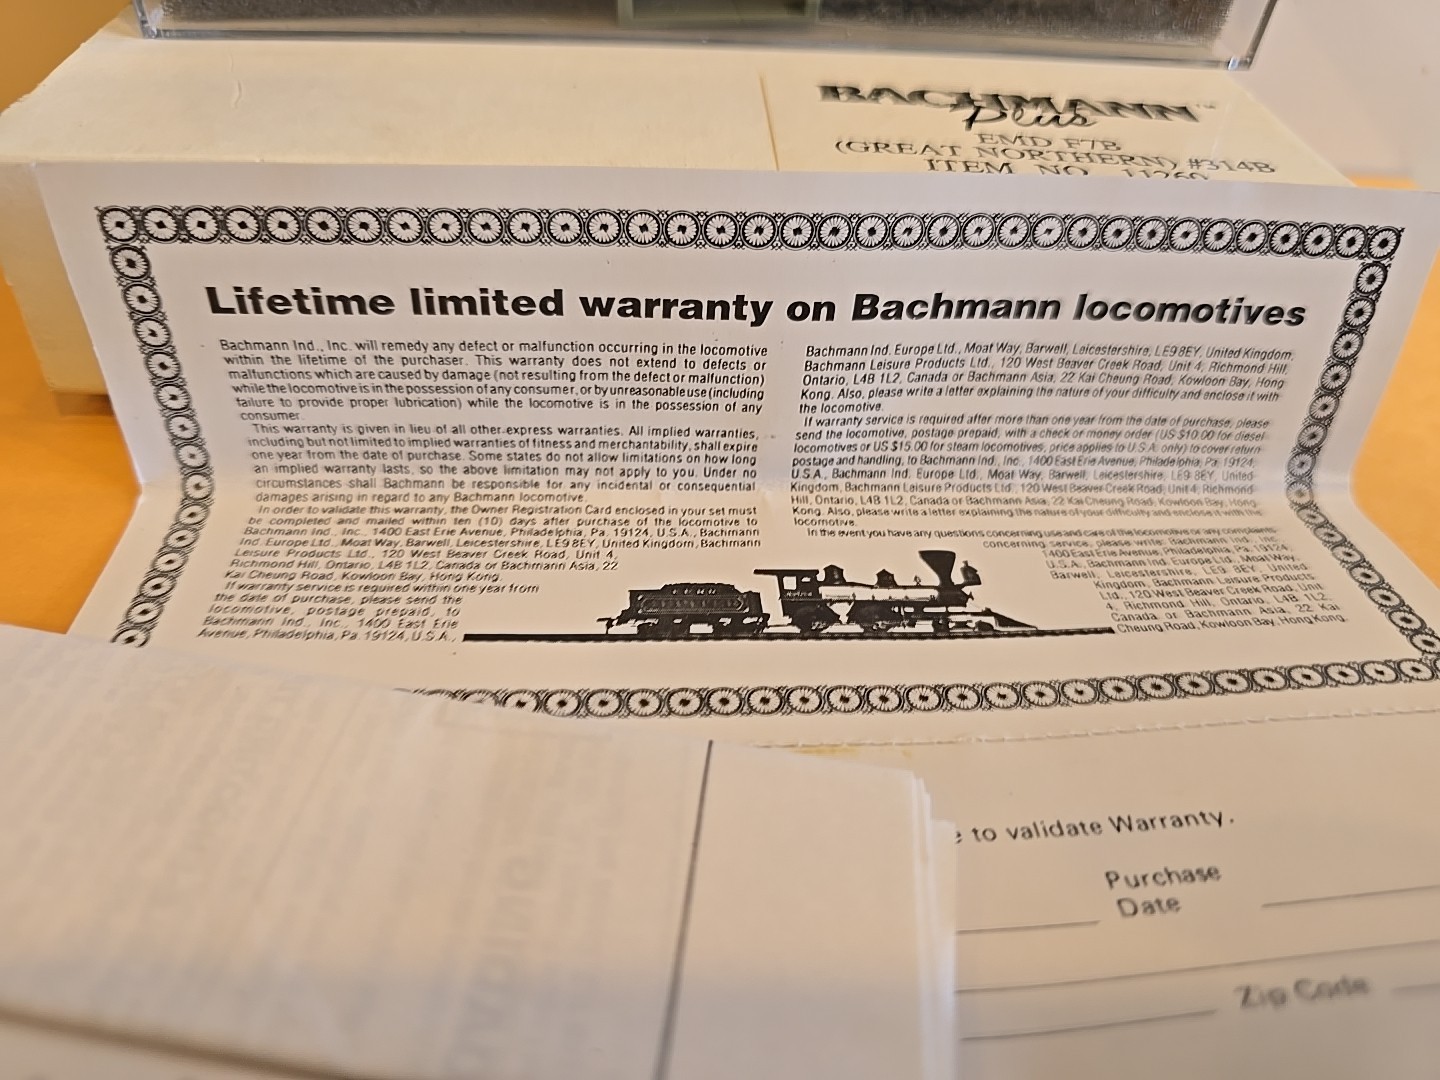 BACHMANN
Plus
EMD F7B
(GREAT NORTHERN) #314B
ITEM NO. 11260
Lifetime limited warranty on Bachmann locomotives
Bachmann Ind., Inc. will remedy any defect or malfunction occurring in the locomotive
within the lifetime of the purchaser. This warranty does not extend to defects or
malfunctions which are caused by damage (not resulting from the defect or malfunction)
while the locomotive is in the possession of any consumer, or by unreasonable use (including
failure to provide proper lubrication) while the locomotive is in the possession of any
consumer.
This warranty is given in lieu of all other express warranties. All implied warranties,
including but not limited to implied warranties of fitness and merchantability, shall expire
one year from the date of purchase. Some states do not allow limitations on how long
an implied warranty lasts, so the above limitation may not apply to you. Under no
circumstances shall Bachmann be responsible for any incidental or consequential
damages arising in regard to any Bachmann locomotive.
In order to validate this warranty, the Owner Registration Card enclosed in your set must
be completed and mailed within ten (10) days after purchase of the locomotive to
Bachmann Ind., Inc., 1400 East Erie Avenue, Philadelphia, Pa. 19124, U.S.A., Bachmann
Ind. Europe Ltd., Moat Way, Barwell, Leicestershire, LE9 8EY, United Kingdom, Bachmann
Leisure Products Ltd., 120 West Beaver Creek Road, Unit 4,
Richmond Hill, Ontario, L4B 1L2, Canada or Bachmann Asia, 22
Kai Cheung Road, Kowloon Bay, Hong Kong.
If warranty service is required within one year from
the date of purchase, please send the
locomotive, postage prepaid, to
Bachmann Ind., Inc., 1400 East Erie
Avenue, Philadelphia, Pa. 19124, U.S.A.,
Bachmann Ind. Europe Ltd., Moat Way, Barwell, Leicestershire, LE9 8EY, United Kingdom,
Bachmann Leisure Products Ltd., 120 West Beaver Creek Road, Unit 4, Richmond Hill,
Ontario, L4B 1L2, Canada or Bachmann Asia, 22 Kai Cheung Road, Kowloon Bay, Hong
Kong. Also, please write a letter explaining the nature of your difficulty and enclose it with
the locomotive.
If warranty service is required after more than one year from the date of purchase, please
send the locomotive, postage prepaid, with a check or money order (US $10.00 for diesel
locomotives or US $15.00 for steam locomotives, price applies to U.S.A. only) to cover return
postage and handling, to Bachmann Ind., Inc., 1400 East Erie Avenue, Philadelphia, Pa. 19124,
U.S.A., Bachmann Ind. Europe Ltd., Moat Way, Barwell, Leicestershire, LE9 8EY, United
Kingdom, Bachmann Leisure Products Ltd., 120 West Beaver Creek Road, Unit 4, Richmond
Hill, Ontario, L4B 1L2, Canada or Bachmann Asia, 22 Kai Cheung Road, Kowloon Bay, Hong
Kong. Also, please write a letter explaining the nature of your difficulty and enclose it with the
locomotive.
In the event you have any questions concerning use and care of the locomotive or any complaints
concerning service, please write: Bachmann Ind., Inc.,
1400 East Erie Avenue, Philadelphia, Pa. 19124,
U.S.A., Bachmann Ind. Europe Ltd., Moat Way,
Barwell, Leicestershire, LE9 8EY, United
Kingdom, Bachmann Leisure Products
Ltd., 120 West Beaver Creek Road, Unit
4, Richmond Hill, Ontario, L4B 1L2,
Canada or Bachmann Asia, 22 Kai
Cheung Road, Kowloon Bay, Hong Kong.
to validate Warranty.
Purchase
Date
Zip Code